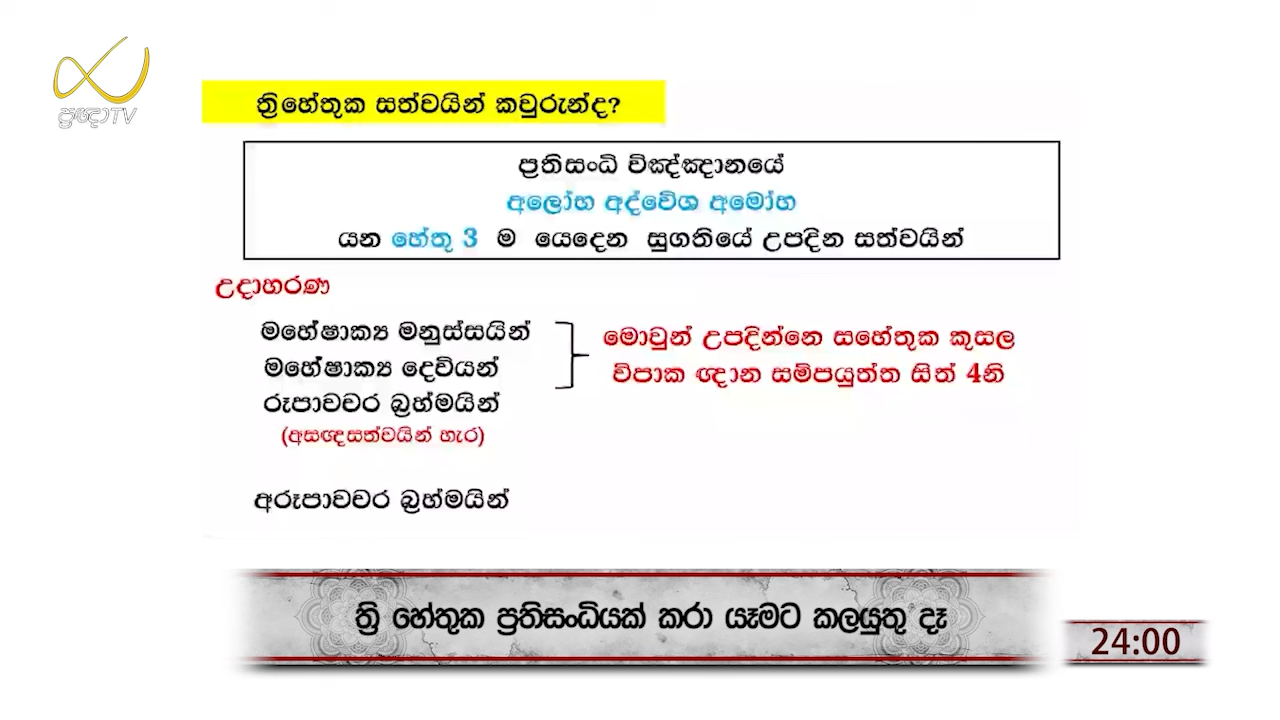 ප්‍රඥාTV
ත්‍රිහේතුක සත්වයින් කවුරුන්ද?
ප්‍රතිසංධි විඤ්ඤානයේ
අලෝභ අද්වේශ අමෝහ
යන හේතු 3 ම යෙදෙන සුගතියේ උපදින සත්වයින්
උදාහරණ
මහේෂාක්‍ය මනුස්සයින්
මහේෂාක්‍ය දෙවියන්
රූපාවචර බ්‍රහ්මයින්
(අසඥසත්වයින් හැර)
මොවුන් උපදින්නෙ සහේතුක කුසල
විපාක ඥාන සම්පයුත්ත සිත් 4නි
අරූපාවචර බ්‍රහ්මයින්
ත්‍රි හේතුක ප්‍රතිසංධියක් කරා යෑමට කලයුතු දෑ
24:00